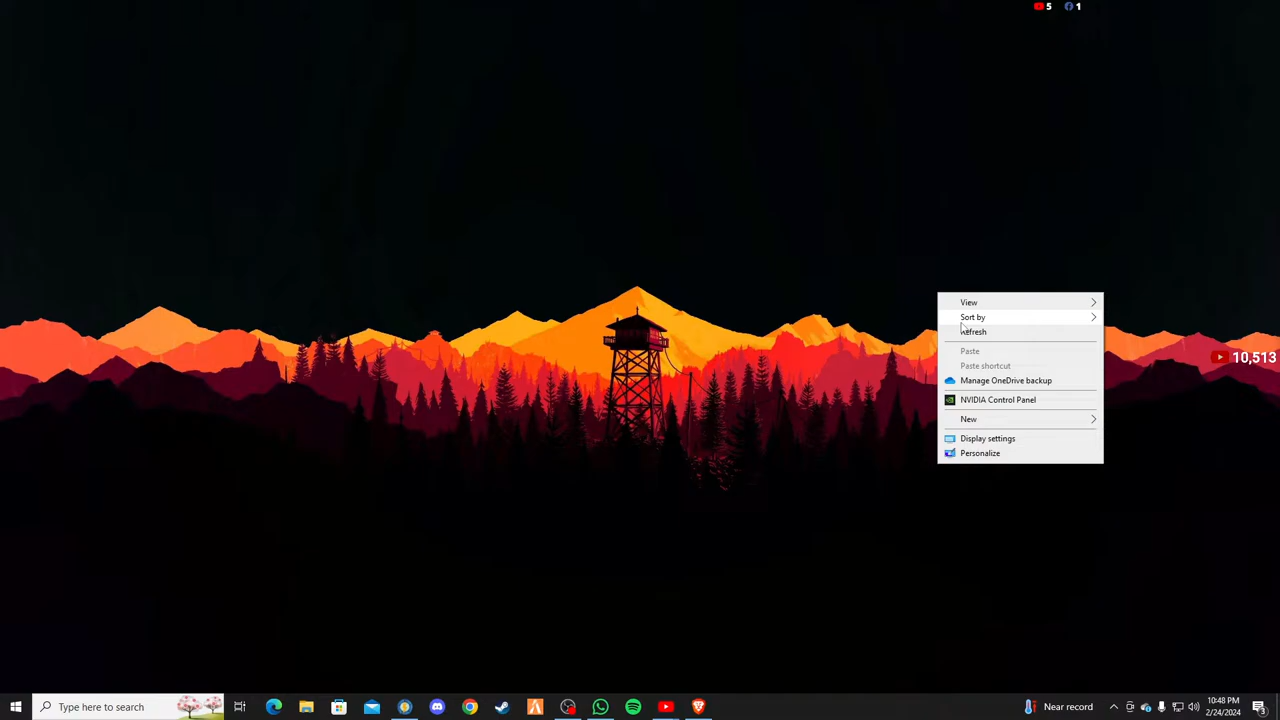 5 1
View
Sort by
Refresh
Paste
Paste shortcut
Manage OneDrive backup
NVIDIA Control Panel
New
Display settings
Personalize
10,513
Type here to search
Near record
10:48 PM
2/24/2024